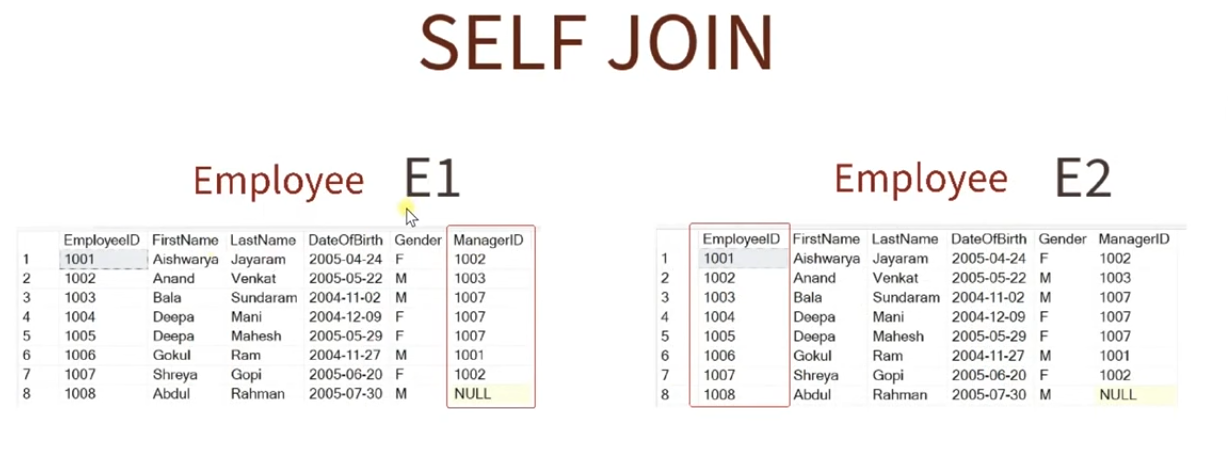 SELF JOIN
Employee E1
EmployeeID FirstName LastName DateOfBirth Gender ManagerID
1 1001 Aishwarya Jayaram 2005-04-24 F 1002
2 1002 Anand Venkat 2005-05-22 M 1003
3 1003 Bala Sundaram 2004-11-02 M 1007
4 1004 Deepa Mani 2004-12-09 F 1007
5 1005 Deepa Mahesh 2005-05-29 F 1007
6 1006 Gokul Ram 2004-11-27 M 1001
7 1007 Shreya Gopi 2005-06-20 F 1002
8 1008 Abdul Rahman 2005-07-30 M NULL
Employee E2
EmployeeID FirstName LastName DateOfBirth Gender ManagerID
1 1001 Aishwarya Jayaram 2005-04-24 F 1002
2 1002 Anand Venkat 2005-05-22 M 1003
3 1003 Bala Sundaram 2004-11-02 M 1007
4 1004 Deepa Mani 2004-12-09 F 1007
5 1005 Deepa Mahesh 2005-05-29 F 1007
6 1006 Gokul Ram 2004-11-27 M 1001
7 1007 Shreya Gopi 2005-06-20 F 1002
8 1008 Abdul Rahman 2005-07-30 M NULL